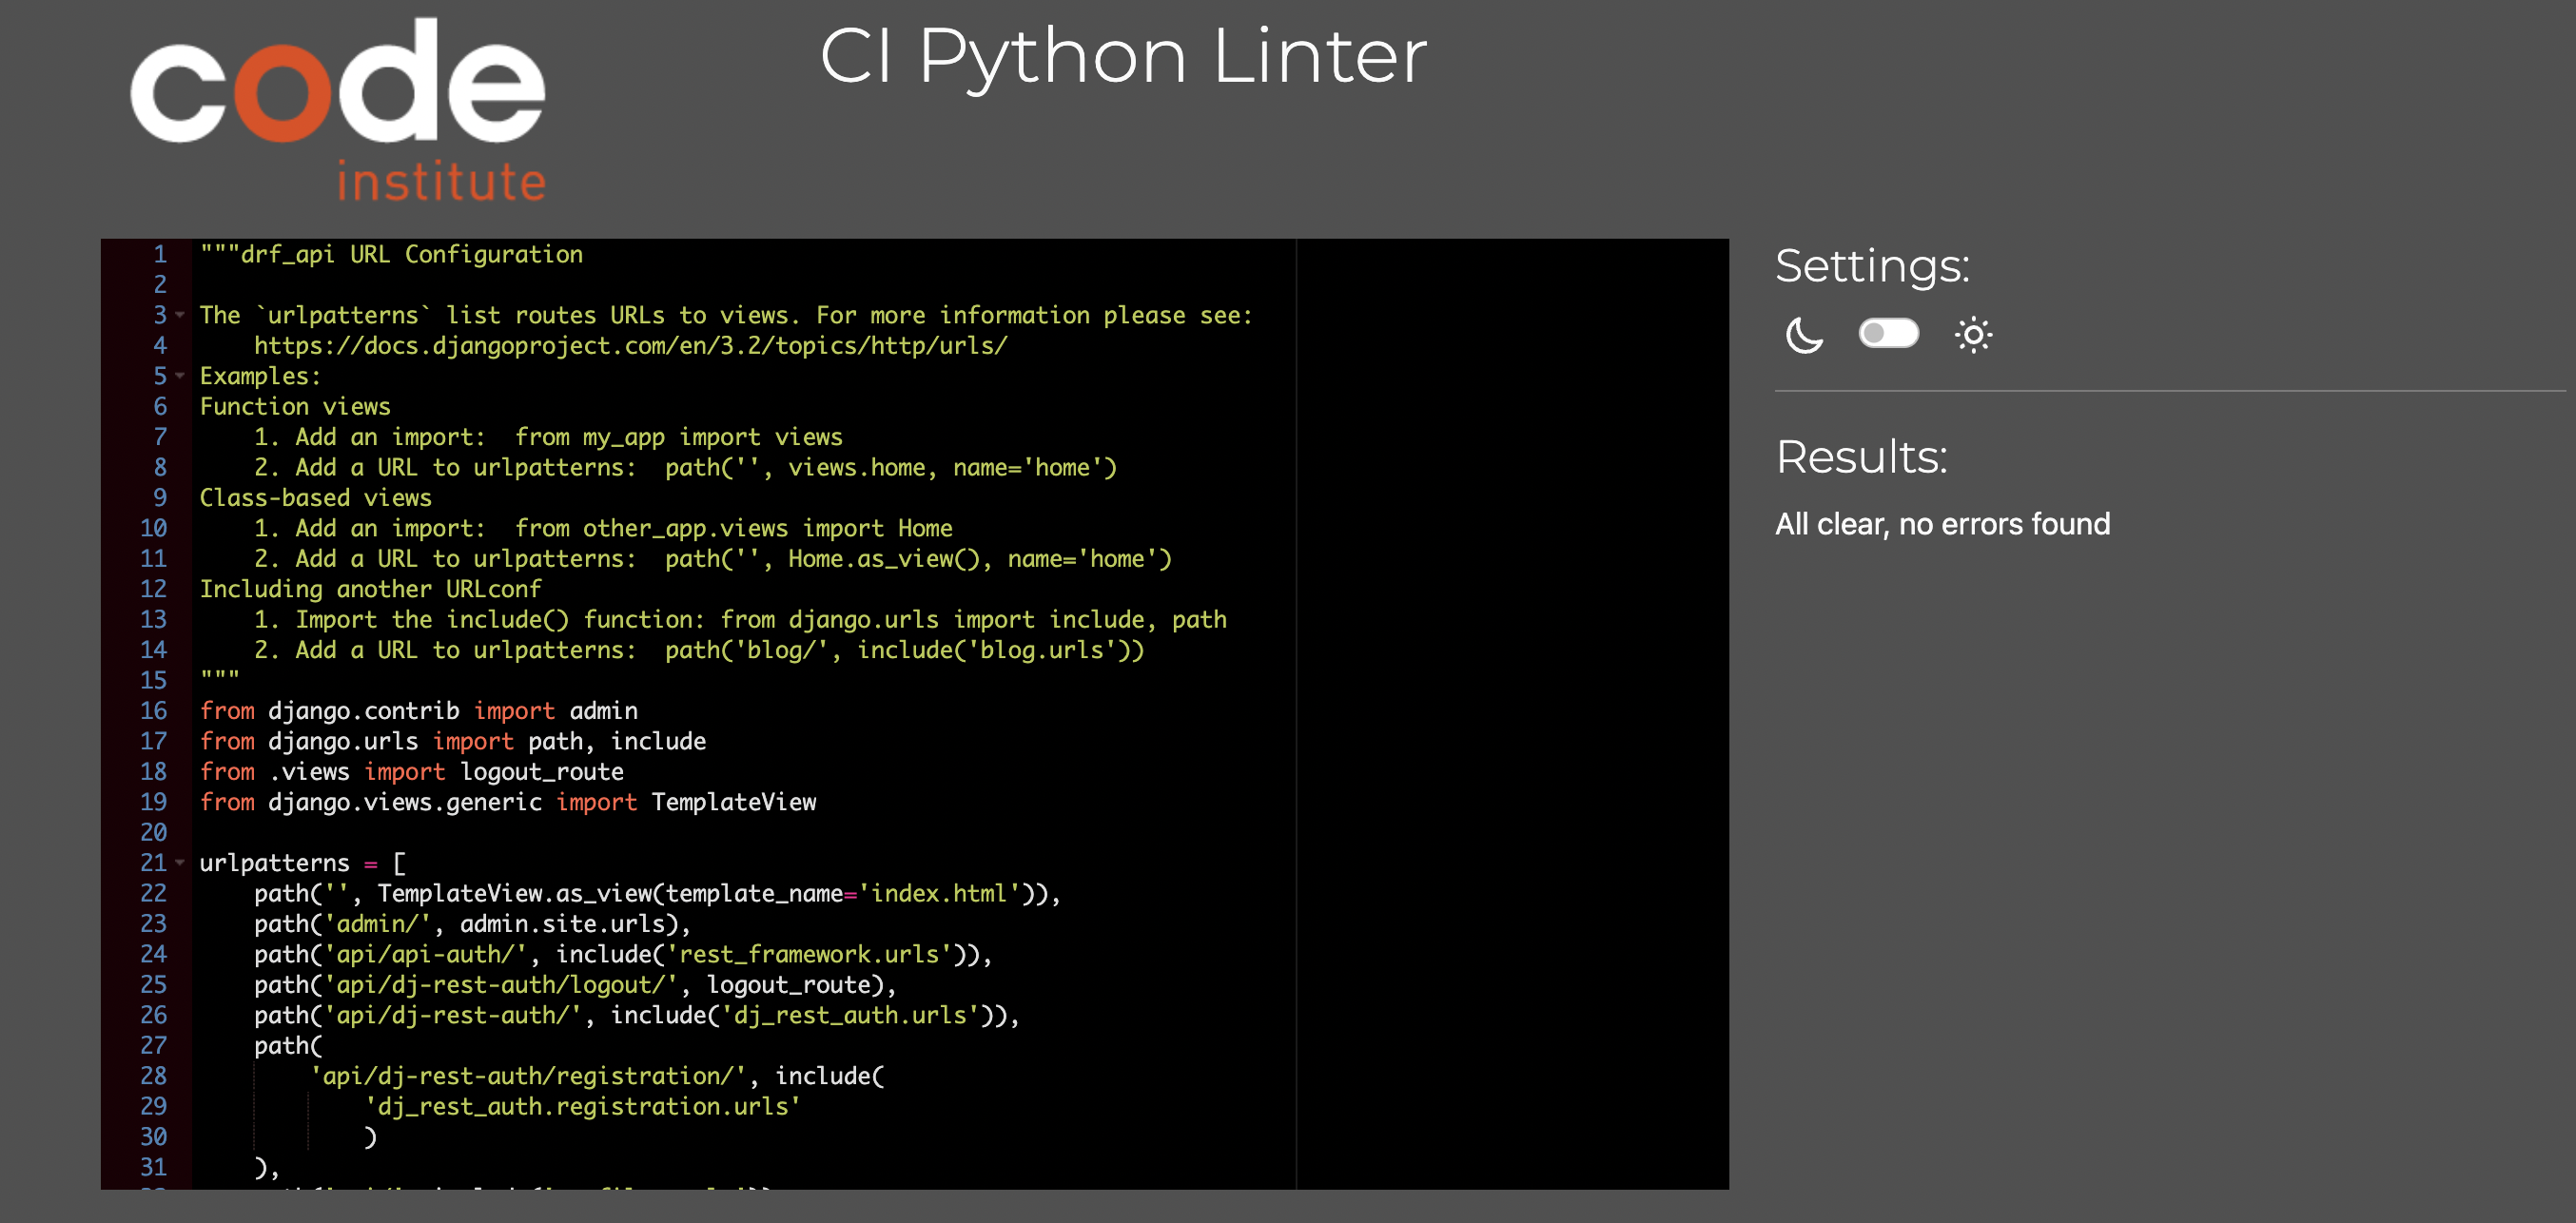 code
institute
CI Python Linter
1 """drf_api URL Configuration
2
3 The `urlpatterns` list routes URLs to views. For more information please see:
4     https://docs.djangoproject.com/en/3.2/topics/http/urls/
5 Examples:
6 Function views
7     1. Add an import:  from my_app import views
8     2. Add a URL to urlpatterns:  path('', views.home, name='home')
9 Class-based views
10     1. Add an import:  from other_app.views import Home
11     2. Add a URL to urlpatterns:  path('', Home.as_view(), name='home')
12 Including another URLconf
13     1. Import the include() function: from django.urls import include, path
14     2. Add a URL to urlpatterns:  path('blog/', include('blog.urls'))
15 """
16 from django.contrib import admin
17 from django.urls import path, include
18 from .views import logout_route
19 from django.views.generic import TemplateView
20
21 urlpatterns = [
22     path('', TemplateView.as_view(template_name='index.html')),
23     path('admin/', admin.site.urls),
24     path('api/api-auth/', include('rest_framework.urls')),
25     path('api/dj-rest-auth/logout/', logout_route),
26     path('api/dj-rest-auth/', include('dj_rest_auth.urls')),
27     path(
28         'api/dj-rest-auth/registration/', include(
29             'dj_rest_auth.registration.urls'
30             )
31     ),
Settings:
Results:
All clear, no errors found